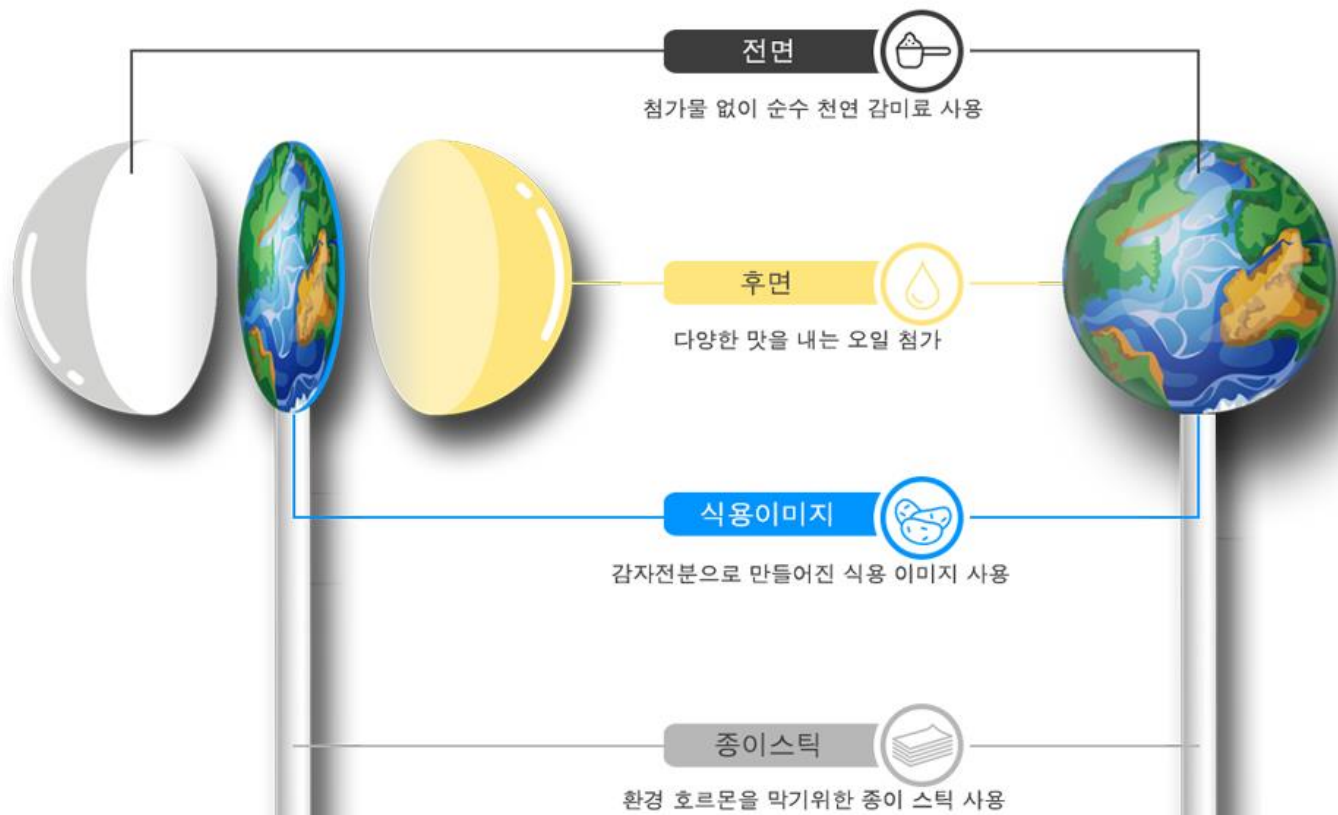 전면
첨가물 없이 순수 천연 감미료 사용
후면
다양한 맛을 내는 오일 첨가
식용이미지
감자전분으로 만들어진 식용 이미지 사용
종이스틱
환경 호르몬을 막기위한 종이 스틱 사용